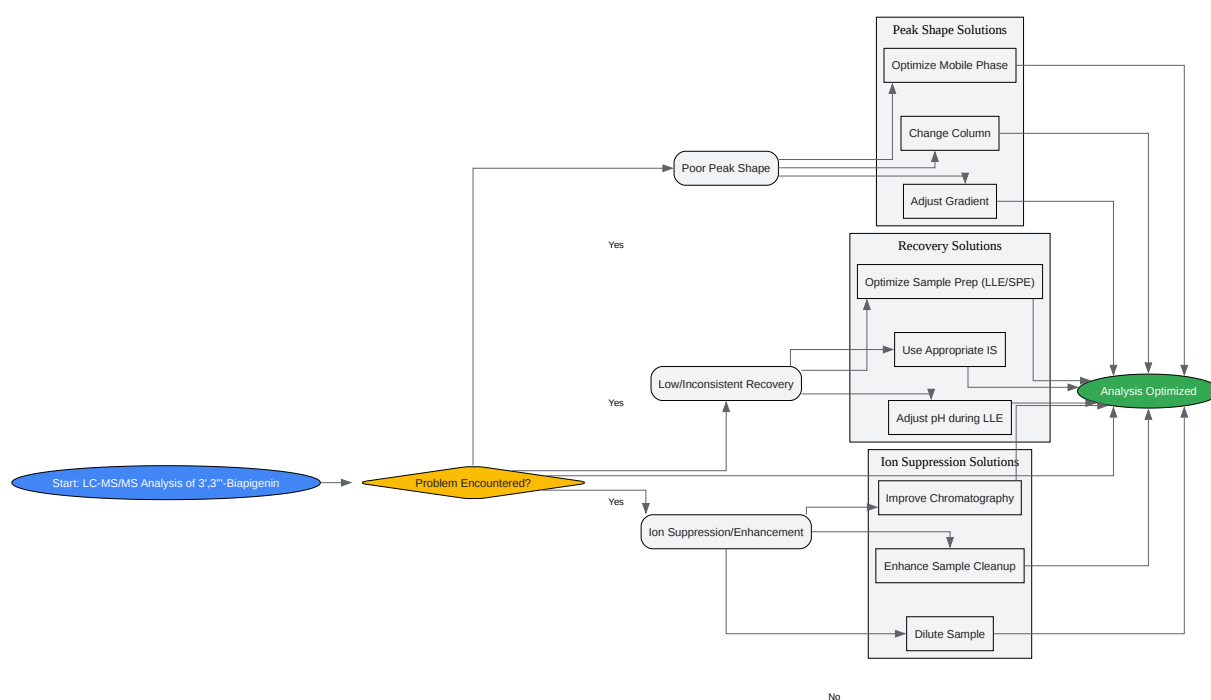 Peak Shape Solutions
Optimize Mobile Phase
Change Column
Poor Peak Shape
Adjust Gradient
Yes
Recovery Solutions
Optimize Sample Prep (LLE/SPE)
Use Appropriate IS
Low/Inconsistent Recovery
Analysis Optimized
Yes
Adjust pH during LLE
Ion Suppression Solutions
Start: LC-MS/MS Analysis of 3',3'''-Biapigenin
Problem Encountered?
Improve Chromatography
Yes
Ion Suppression/Enhancement
Enhance Sample Cleanup
Dilute Sample
No